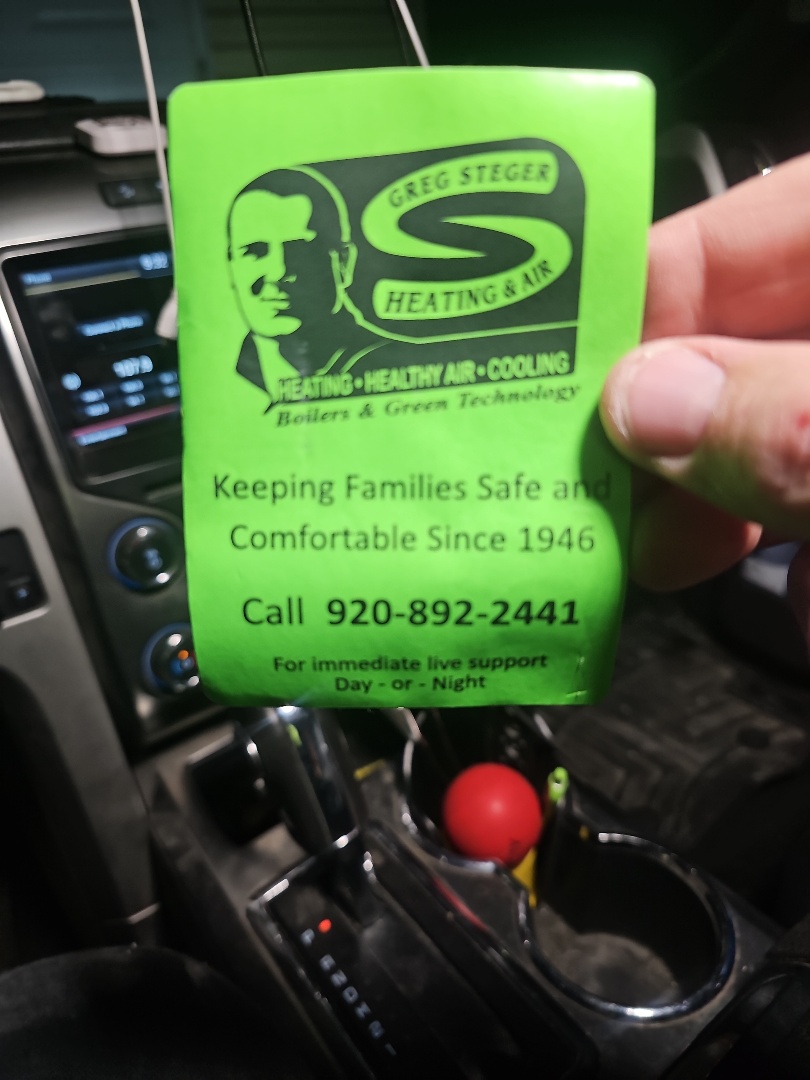 GREG STEGER
HEATING & AIR
HEATING • HEALTHY AIR • COOLING
Boilers & Green Technology
Keeping Families Safe and
Comfortable Since 1946
Call 920-892-2441
For immediate live support
Day - or - Night
P
R
N
D
M